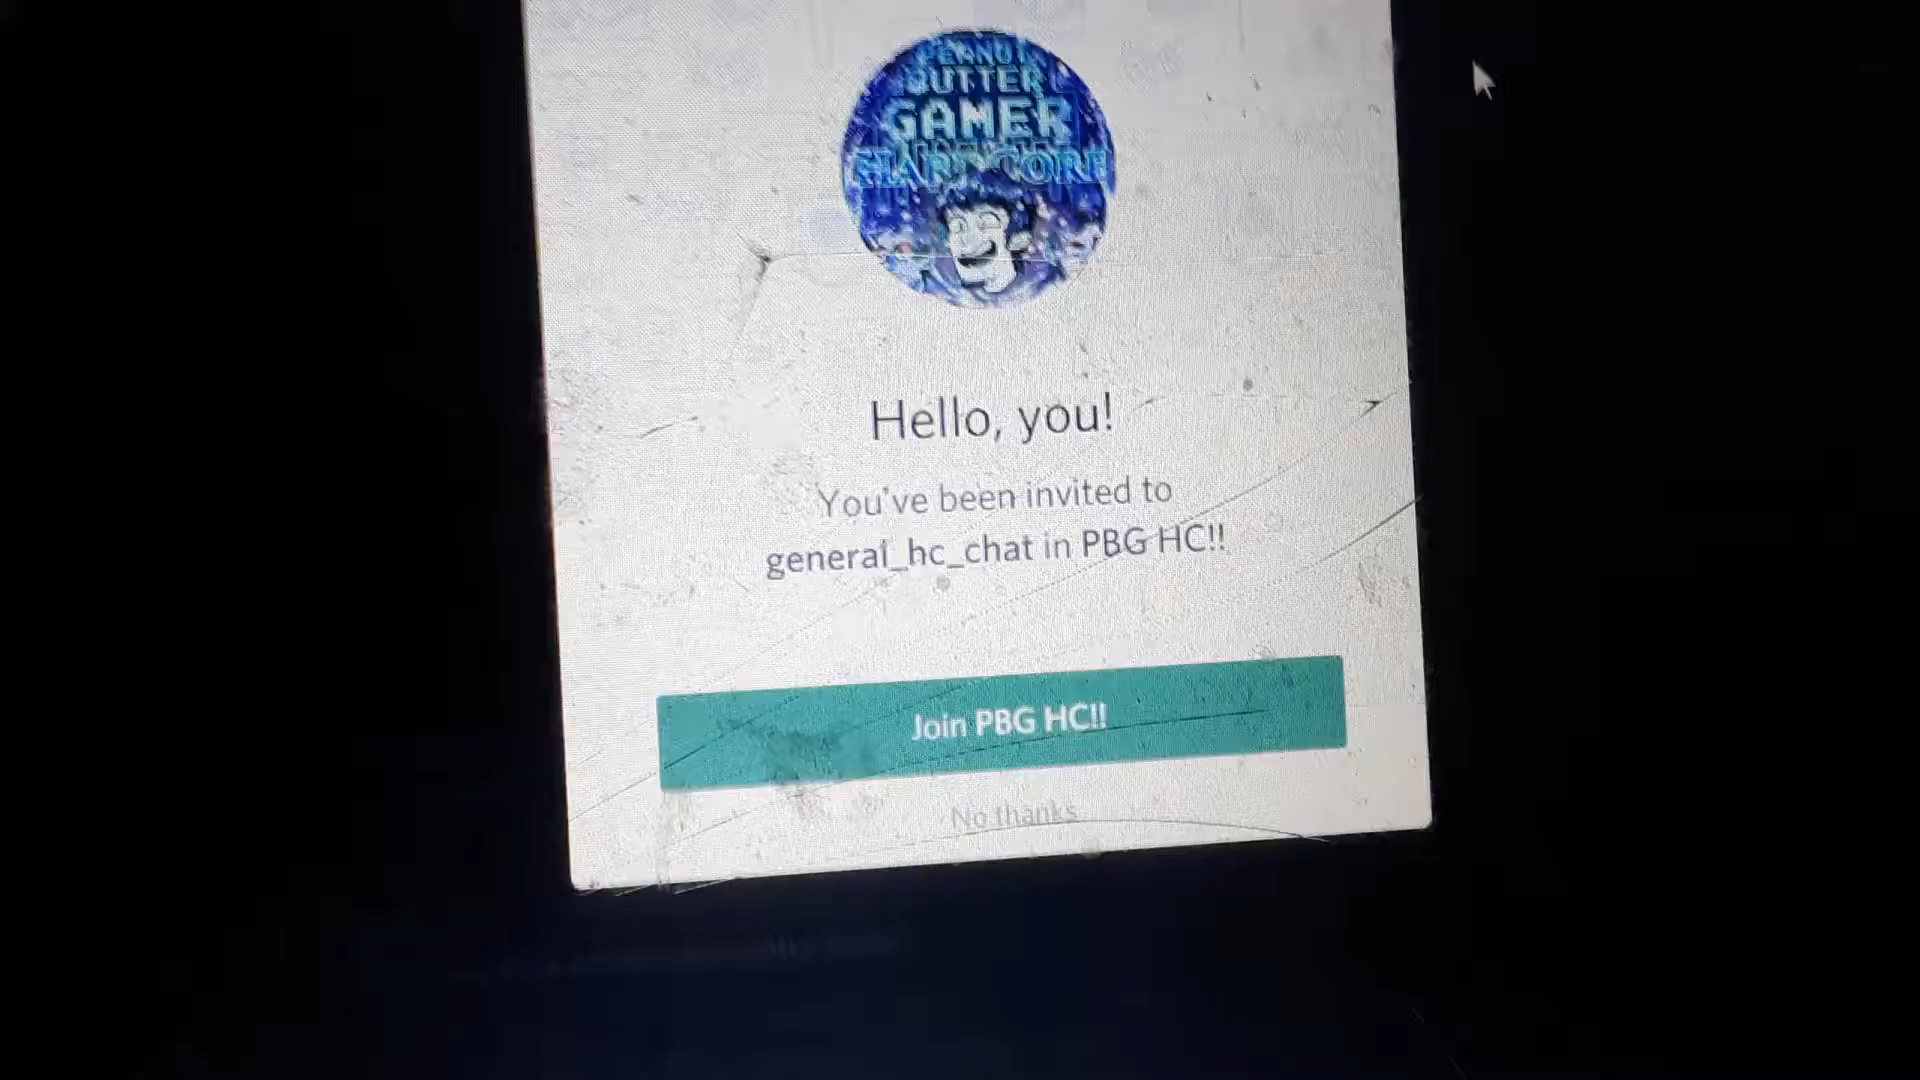 PEANUT
BUTTER
GAMER
HARDCORE
Hello, you!
You've been invited to
general_hc_chat in PBG HC!!
Join PBG HC!!
No thanks